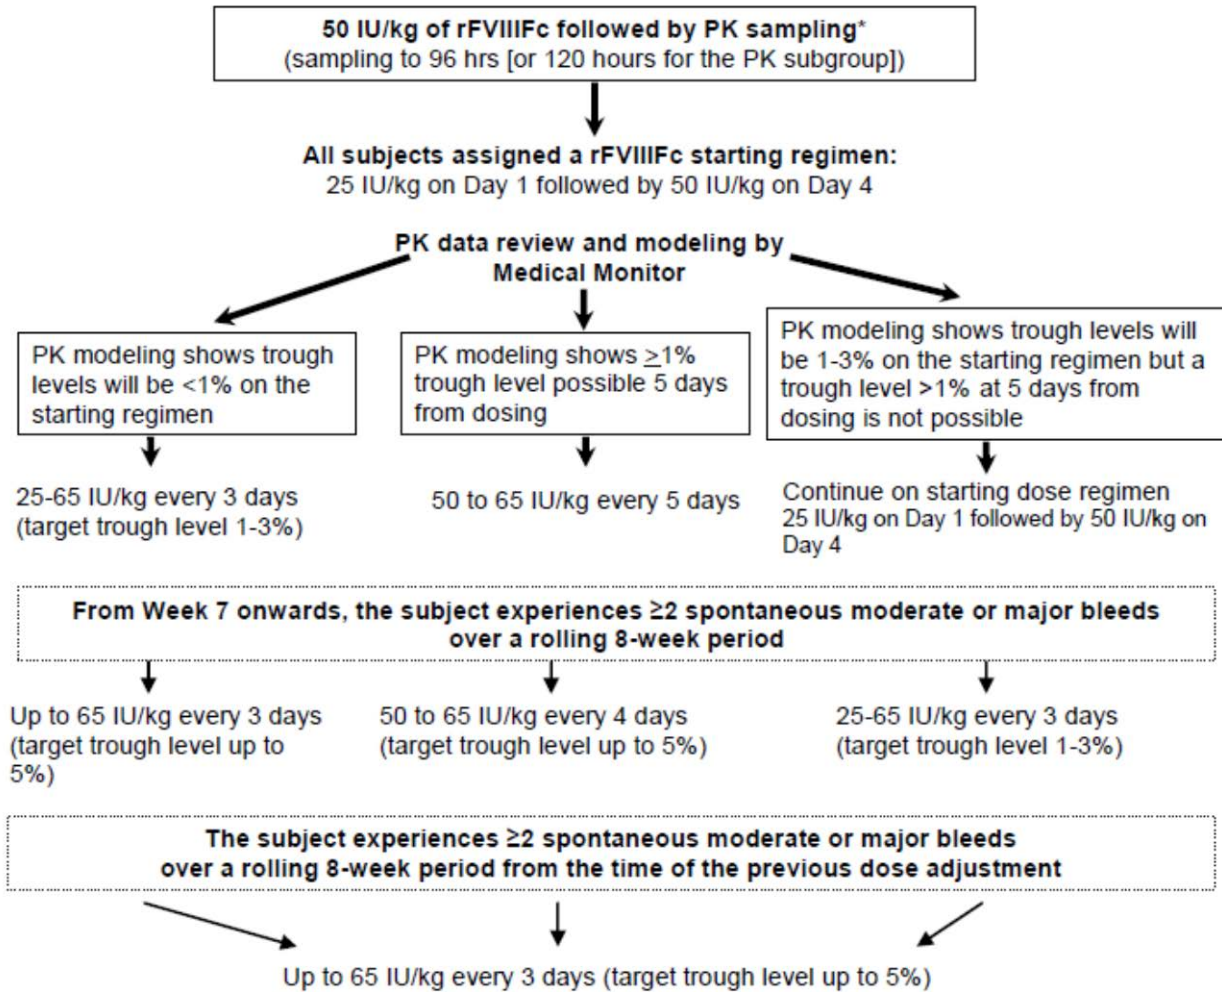 50 IU/kg of rFVIIIFc followed by PK sampling*
(sampling to 96 hrs [or 120 hours for the PK subgroup])
All subjects assigned a rFVIIIFc starting regimen:
25 IU/kg on Day 1 followed by 50 IU/kg on Day 4
PK data review and modeling by
Medical Monitor
PK modeling shows trough
levels will be <1% on the
starting regimen
PK modeling shows ≥1%
trough level possible 5 days
from dosing
PK modeling shows trough levels will
be 1-3% on the starting regimen but a
trough level >1% at 5 days from
dosing is not possible
25-65 IU/kg every 3 days
(target trough level 1-3%)
50 to 65 IU/kg every 5 days
Continue on starting dose regimen
25 IU/kg on Day 1 followed by 50 IU/kg on
Day 4
From Week 7 onwards, the subject experiences ≥2 spontaneous moderate or major bleeds
over a rolling 8-week period
Up to 65 IU/kg every 3 days
(target trough level up to
5%)
50 to 65 IU/kg every 4 days
(target trough level up to 5%)
25-65 IU/kg every 3 days
(target trough level 1-3%)
The subject experiences ≥2 spontaneous moderate or major bleeds
over a rolling 8-week period from the time of the previous dose adjustment
Up to 65 IU/kg every 3 days (target trough level up to 5%)